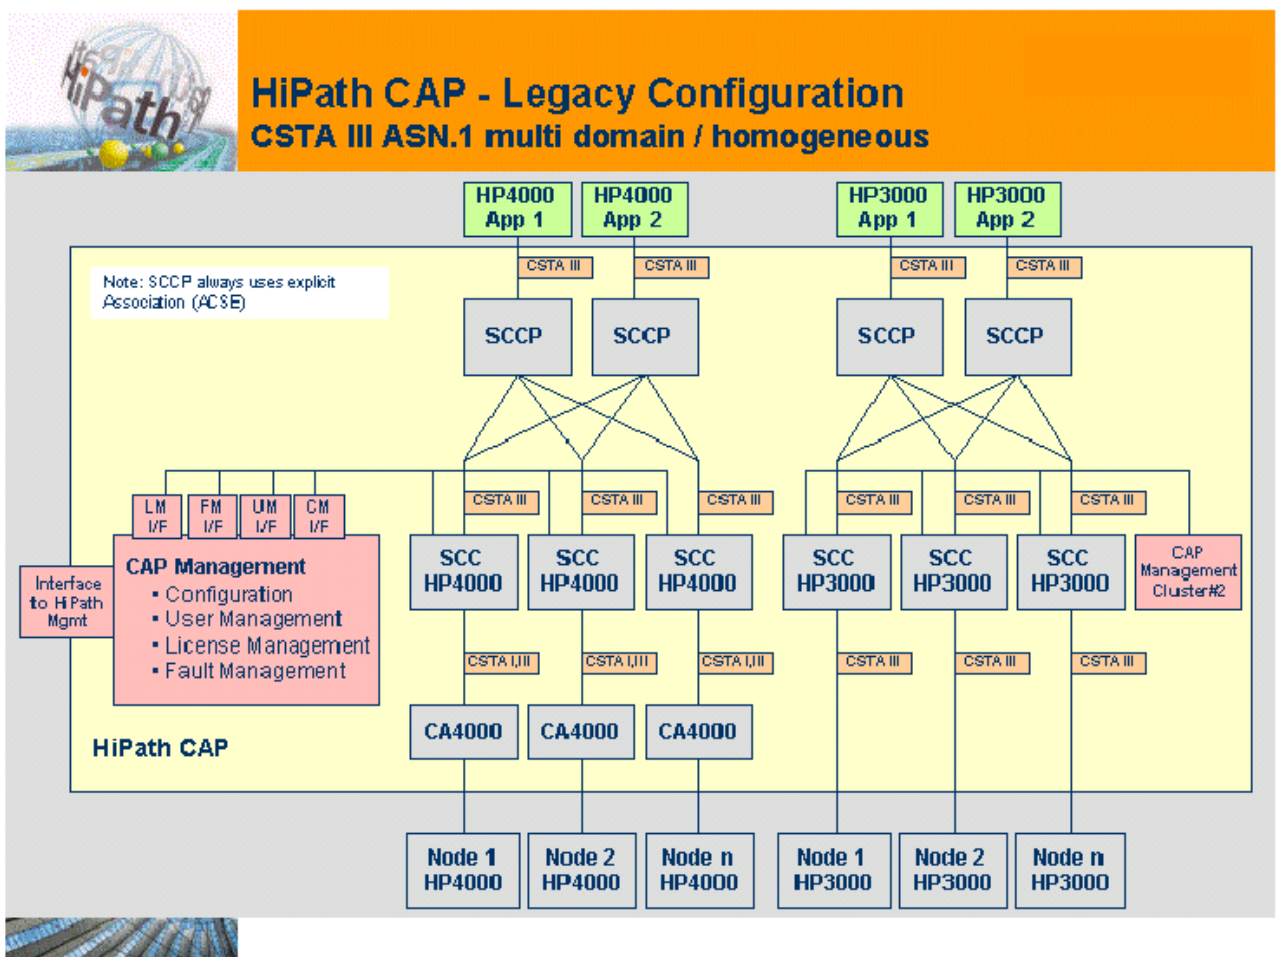 HiPath
HiPath CAP - Legacy Configuration
CSTA III ASN.1 multi domain / homogeneous
HP4000
App 1
HP4000
App 2
HP3000
App 1
HP3000
App 2
Note: SCCP always uses explicit
Association (ACSE)
CSTA III
CSTA III
CSTA III
CSTA III
SCCP
SCCP
SCCP
SCCP
LM
I/F
FM
I/F
UM
I/F
CM
I/F
CSTA III
CSTA III
CSTA III
CSTA III
CSTA III
CSTA III
CAP Management
• Configuration
• User Management
• License Management
• Fault Management
Interface
to HiPath
Mgmt
SCC
HP4000
SCC
HP4000
SCC
HP4000
SCC
HP3000
SCC
HP3000
SCC
HP3000
CAP
Management
Cluster#2
CSTA I,III
CSTA I,III
CSTA I,III
CSTA III
CSTA III
CSTA III
CA4000
CA4000
CA4000
HiPath CAP
Node 1
HP4000
Node 2
HP4000
Node n
HP4000
Node 1
HP3000
Node 2
HP3000
Node n
HP3000